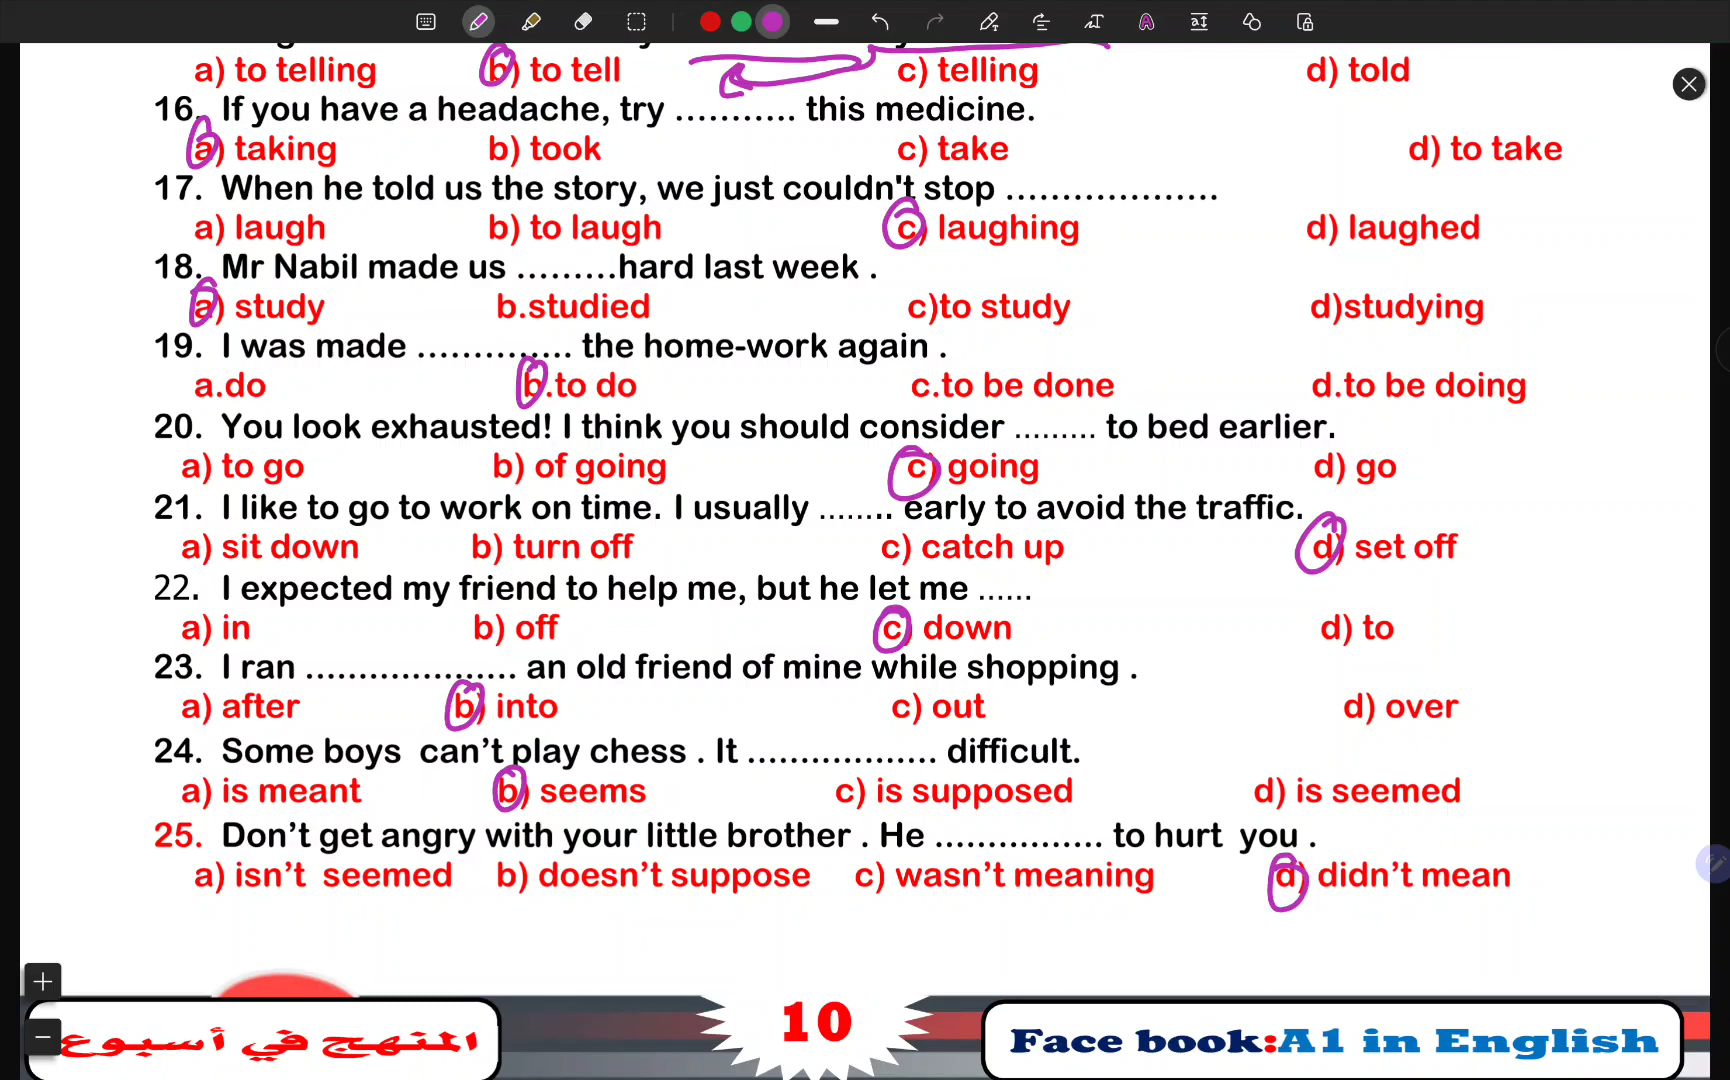 a) to telling b) to tell c) telling d) told
16. If you have a headache, try ........... this medicine.
a) taking b) took c) take d) to take
17. When he told us the story, we just couldn't stop ....................
a) laugh b) to laugh c) laughing d) laughed
18. Mr Nabil made us .........hard last week .
a) study b.studied c)to study d)studying
19. I was made .............. the home-work again .
a.do b.to do c.to be done d.to be doing
20. You look exhausted! I think you should consider ......... to bed earlier.
a) to go b) of going c) going d) go
21. I like to go to work on time. I usually ........ early to avoid the traffic.
a) sit down b) turn off c) catch up d) set off
22. I expected my friend to help me, but he let me ......
a) in b) off c) down d) to
23. I ran .................... an old friend of mine while shopping .
a) after b) into c) out d) over
24. Some boys can’t play chess . It .................. difficult.
a) is meant b) seems c) is supposed d) is seemed
25. Don’t get angry with your little brother . He ................ to hurt you .
a) isn’t seemed b) doesn’t suppose c) wasn’t meaning d) didn’t mean
المنهج في أسبوع 10 Face book:A1 in English